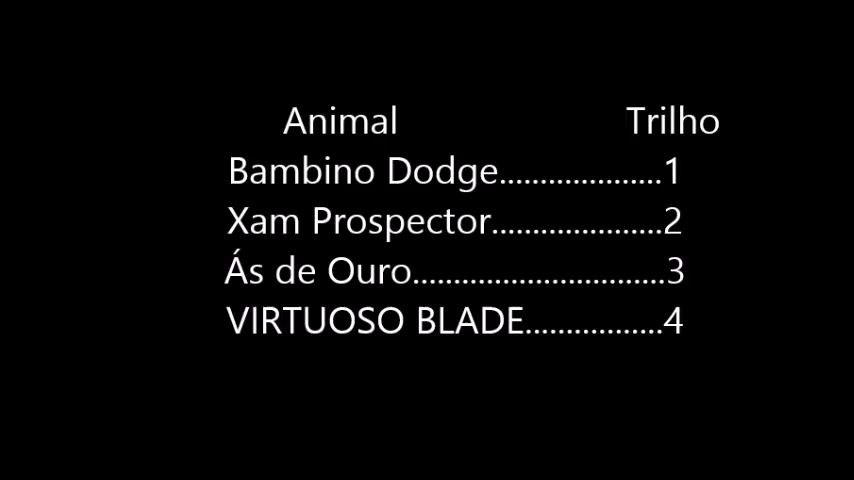 Animal Trilho
Bambino Dodge....................1
Xam Prospector.....................2
Ás de Ouro...............................3
VIRTUOSO BLADE.................4